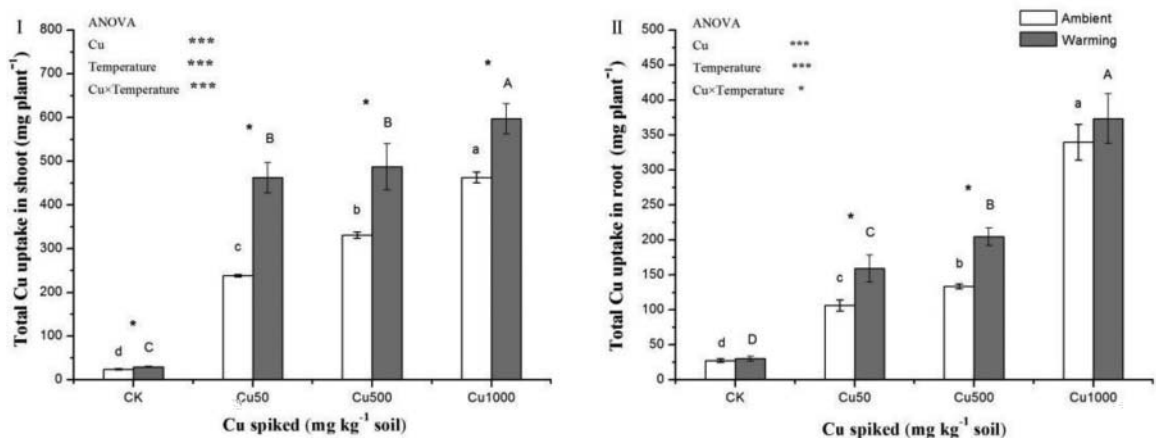 I
ANOVA
Cu ***
Temperature ***
Cu×Temperature ***
Total Cu uptake in shoot (mg plant⁻¹)
800
700
600
500
400
300
200
100
0
*
d
C
*
c
B
*
b
B
*
a
A
CK
Cu50
Cu500
Cu1000
Cu spiked (mg kg⁻¹ soil)
II
ANOVA
Cu ***
Temperature ***
Cu×Temperature *
Ambient
Warming
Total Cu uptake in root (mg plant⁻¹)
500
450
400
350
300
250
200
150
100
50
0
d
D
*
c
C
*
b
B
a
A
CK
Cu50
Cu500
Cu1000
Cu spiked (mg kg⁻¹ soil)